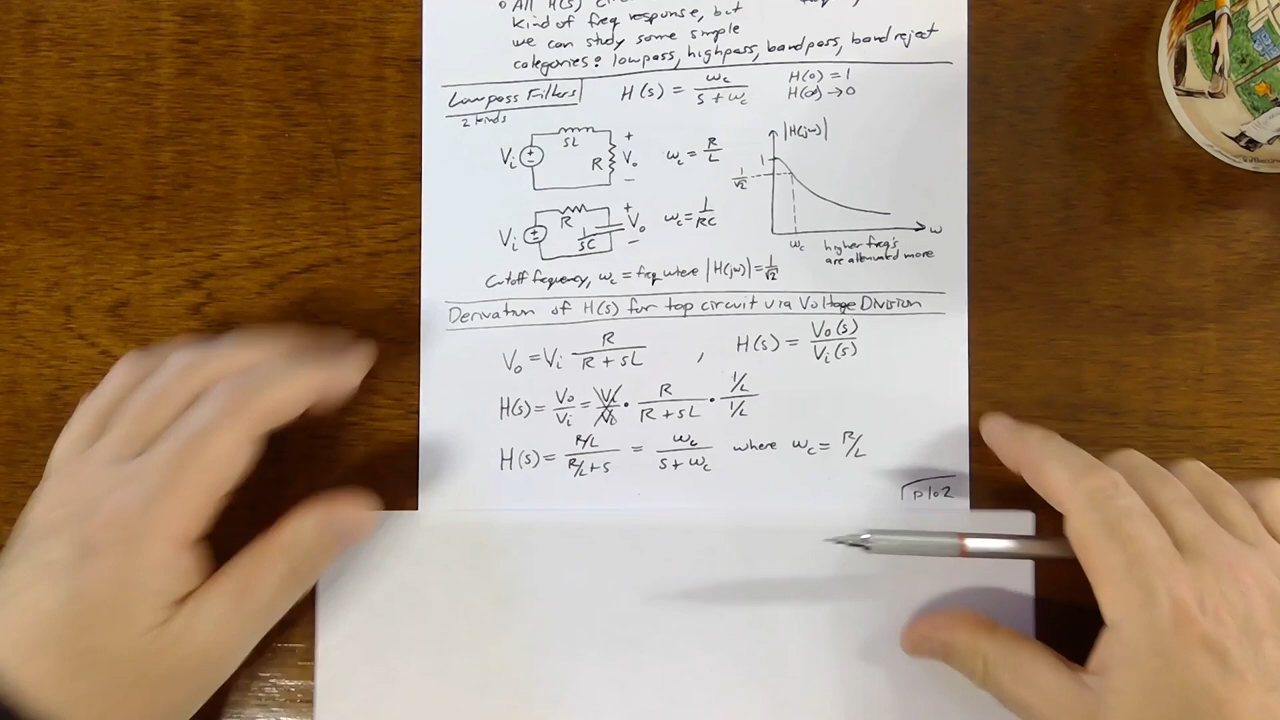 • All H(s) circ
kind of freq response, but
we can study some simple
categories: lowpass, highpass, bandpass, band reject
Lowpass Filters
2 kinds
H(s) = ωc / (s + ωc)
H(0) = 1
H(∞) → 0
Vi
sL
R
+
Vo
−
ωc = R/L
Vi
R
1/sC
+
Vo
−
ωc = 1/RC
|H(jω)|
1
1/√2
ωc
ω
higher freq's
are attenuated more
Cutoff frequency, ωc = freq where |H(jω)| = 1/√2
Derivation of H(s) for top circuit via Voltage Division
Vo = Vi R / (R + sL) , H(s) = Vo(s) / Vi(s)
H(s) = Vo/Vi = Vi/Vi • R / (R + sL) • 1/L / 1/L
H(s) = R/L / (R/L + s) = ωc / (s + ωc) where ωc = R/L
p102